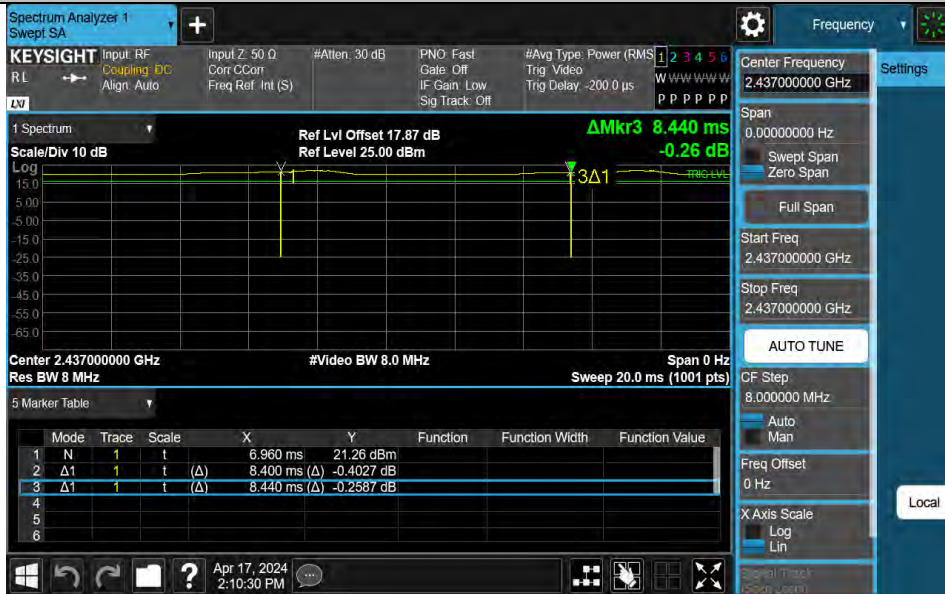 Spectrum Analyzer 1
Swept SA
Frequency
KEYSIGHT
RL
LXI
Input: RF
Coupling: DC
Align: Auto
Input Z: 50 Ω
Corr CCorr
Freq Ref: Int (S)
#Atten: 30 dB
PNO: Fast
Gate: Off
IF Gain: Low
Sig Track: Off
#Avg Type: Power (RMS
Trig: Video
Trig Delay: -200.0 µs
1 2 3 4 5 6
W W W W W W
P P P P P P
1 Spectrum
Scale/Div 10 dB
Ref Lvl Offset 17.87 dB
Ref Level 25.00 dBm
ΔMkr3 8.440 ms
-0.26 dB
Log
15.0
5.00
-5.00
-15.0
-25.0
-35.0
-45.0
-55.0
-65.0
1
3Δ1
TRIG LVL
Center 2.437000000 GHz
Res BW 8 MHz
#Video BW 8.0 MHz
Span 0 Hz
Sweep 20.0 ms (1001 pts)
5 Marker Table
Mode Trace Scale X Y Function Function Width Function Value
1 N 1 t 6.960 ms 21.26 dBm
2 Δ1 1 t (Δ) 8.400 ms (Δ) -0.4027 dB
3 Δ1 1 t (Δ) 8.440 ms (Δ) -0.2587 dB
4
5
6
?
Apr 17, 2024
2:10:30 PM
Center Frequency
2.437000000 GHz
Span
0.00000000 Hz
Swept Span
Zero Span
Full Span
Start Freq
2.437000000 GHz
Stop Freq
2.437000000 GHz
AUTO TUNE
CF Step
8.000000 MHz
Auto
Man
Freq Offset
0 Hz
X Axis Scale
Log
Lin
Signal Track
(Span Zoom)
Settings
Local